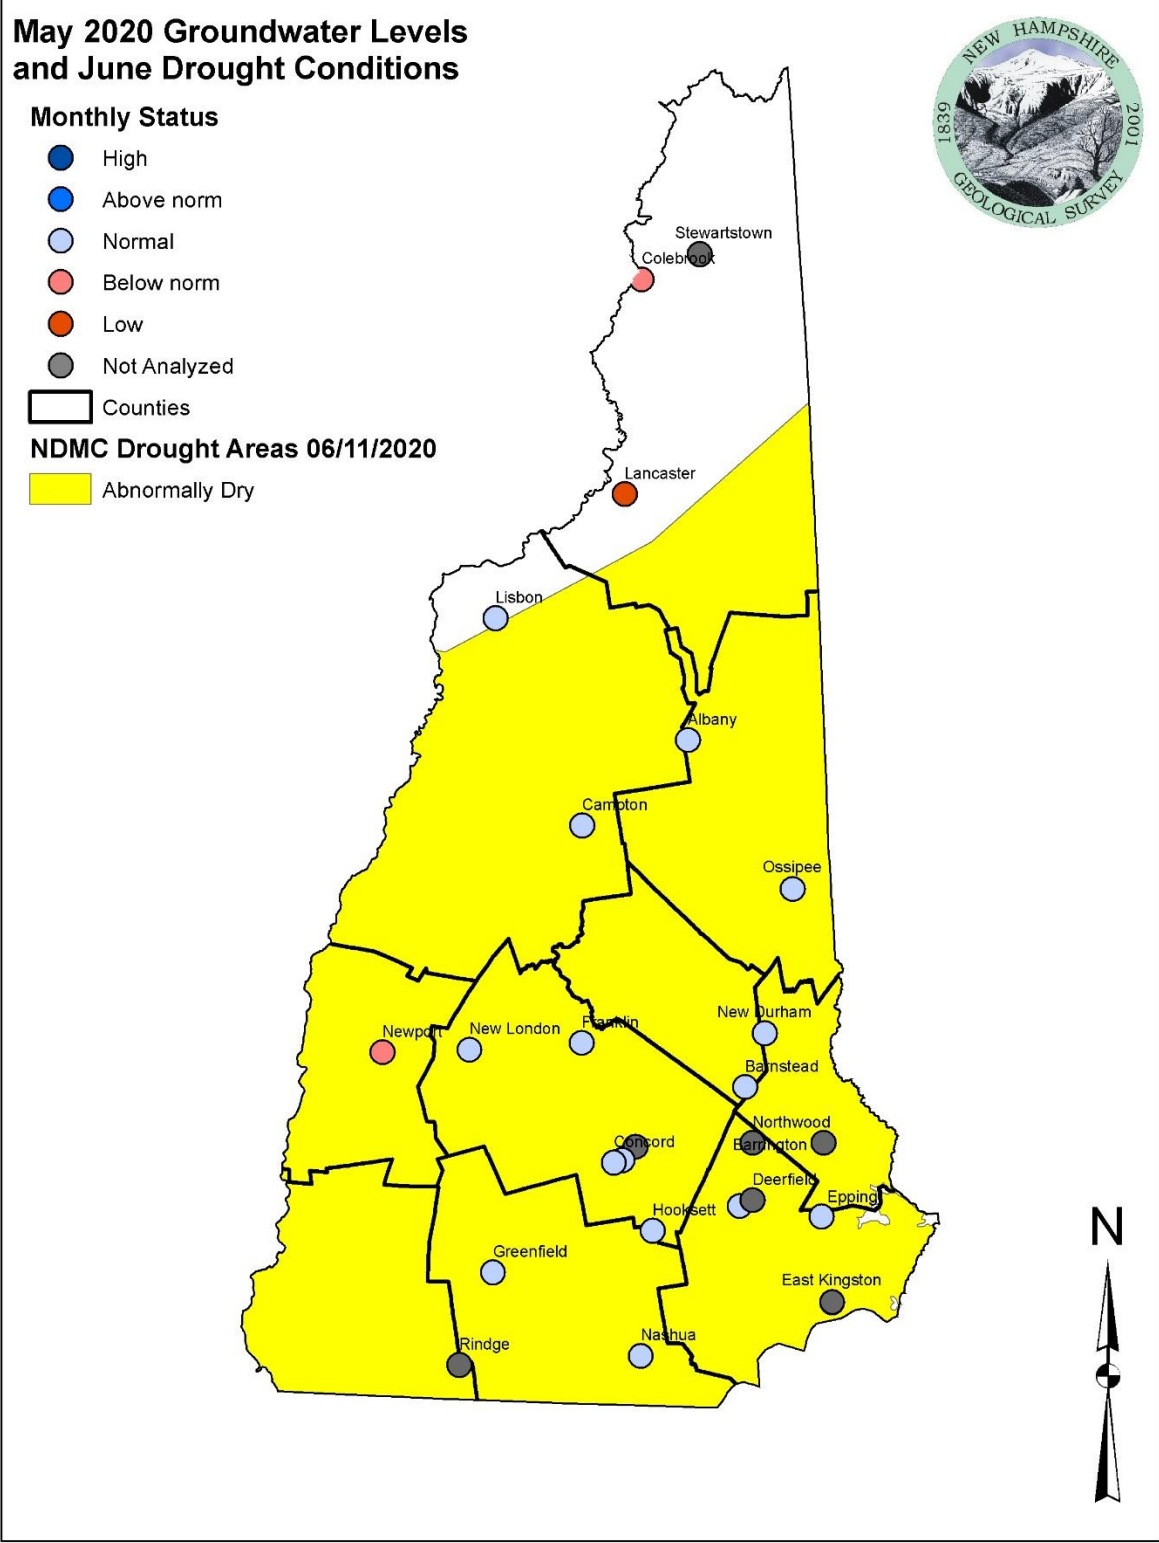 May 2020 Groundwater Levels
and June Drought Conditions
Monthly Status
High
Above norm
Normal
Below norm
Low
Not Analyzed
Counties
NDMC Drought Areas 06/11/2020
Abnormally Dry
NEW HAMPSHIRE
1839
2001
GEOLOGICAL SURVEY
Stewartstown
Colebrook
Lancaster
Lisbon
Albany
Campton
Ossipee
New Durham
Newport
New London
Franklin
Barnstead
Northwood
Concord
Barrington
Deerfield
Epping
Hooksett
Greenfield
East Kingston
Nashua
Rindge
N